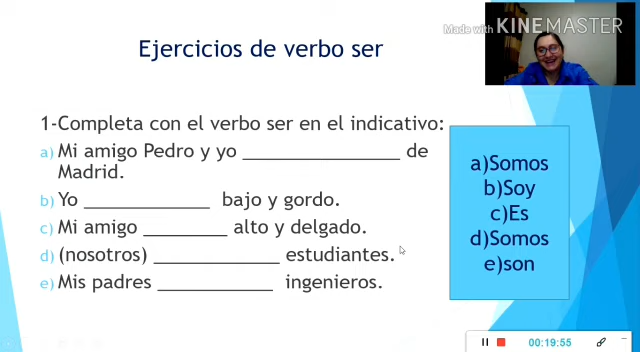 Made with KINEMASTER
Ejercicios de verbo ser
1-Completa con el verbo ser en el indicativo:
a) Mi amigo Pedro y yo ________________ de
Madrid.
b) Yo _____________ bajo y gordo.
c) Mi amigo _________ alto y delgado.
d) (nosotros) _____________ estudiantes.
e) Mis padres ____________ ingenieros.
a)Somos
b)Soy
c)Es
d)Somos
e)son
00:19:55